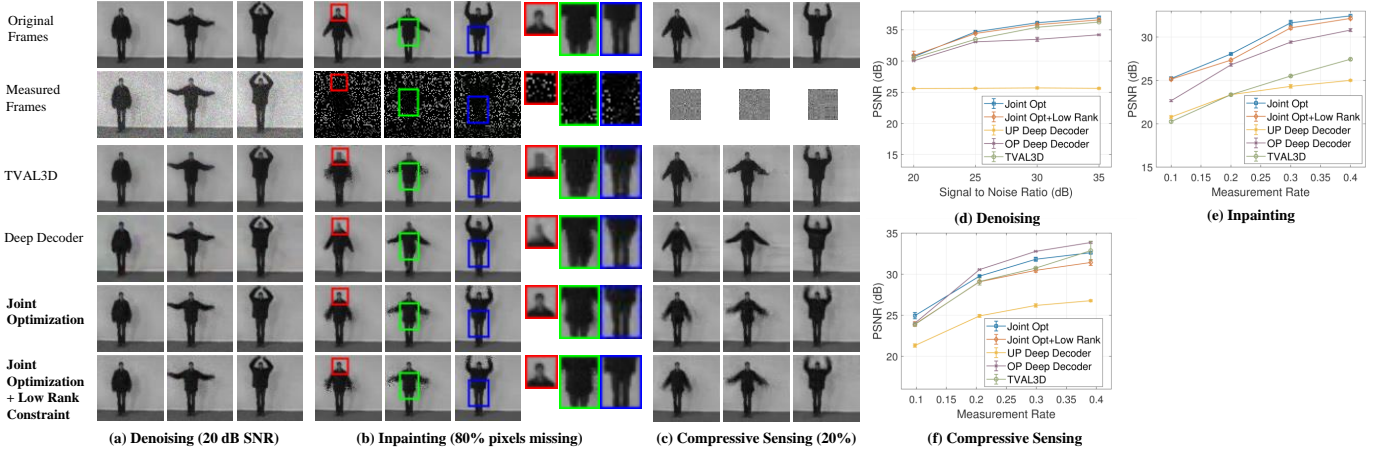 Original
Frames
Measured
Frames
TVAL3D
Deep Decoder
Joint
Optimization
Joint
Optimization
+ Low Rank
Constraint
(a) Denoising (20 dB SNR)
(b) Inpainting (80% pixels missing)
(c) Compressive Sensing (20%)
PSNR (dB)
35
30
25
20
15
20
25
30
35
Signal to Noise Ratio (dB)
Joint Opt
Joint Opt+Low Rank
UP Deep Decoder
OP Deep Decoder
TVAL3D
(d) Denoising
PSNR (dB)
30
25
20
15
0.1
0.2
0.3
0.4
Measurement Rate
Joint Opt
Joint Opt+Low Rank
UP Deep Decoder
OP Deep Decoder
TVAL3D
(e) Inpainting
PSNR (dB)
35
30
25
20
0.1
0.15
0.2
0.25
0.3
0.35
0.4
Measurement Rate
Joint Opt
Joint Opt+Low Rank
UP Deep Decoder
OP Deep Decoder
TVAL3D
(f) Compressive Sensing